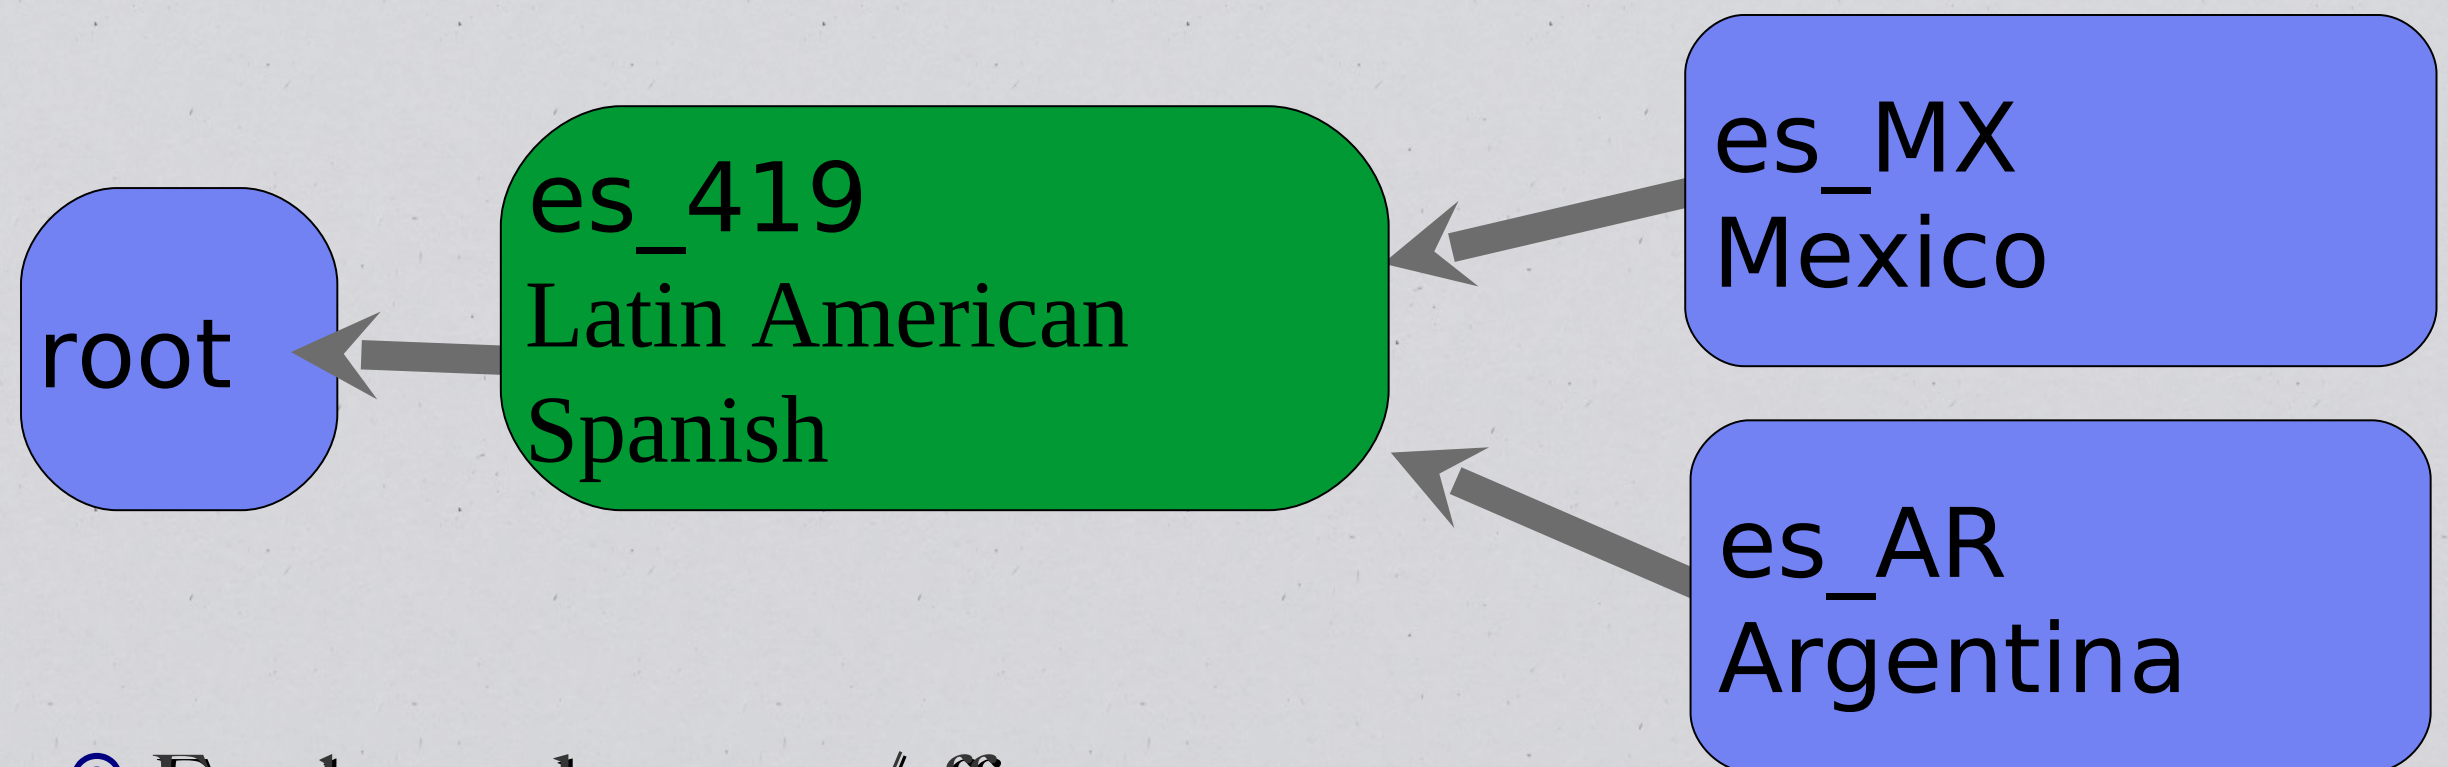 root
es_419
Latin American
Spanish
es_MX
Mexico
es_AR
Argentina